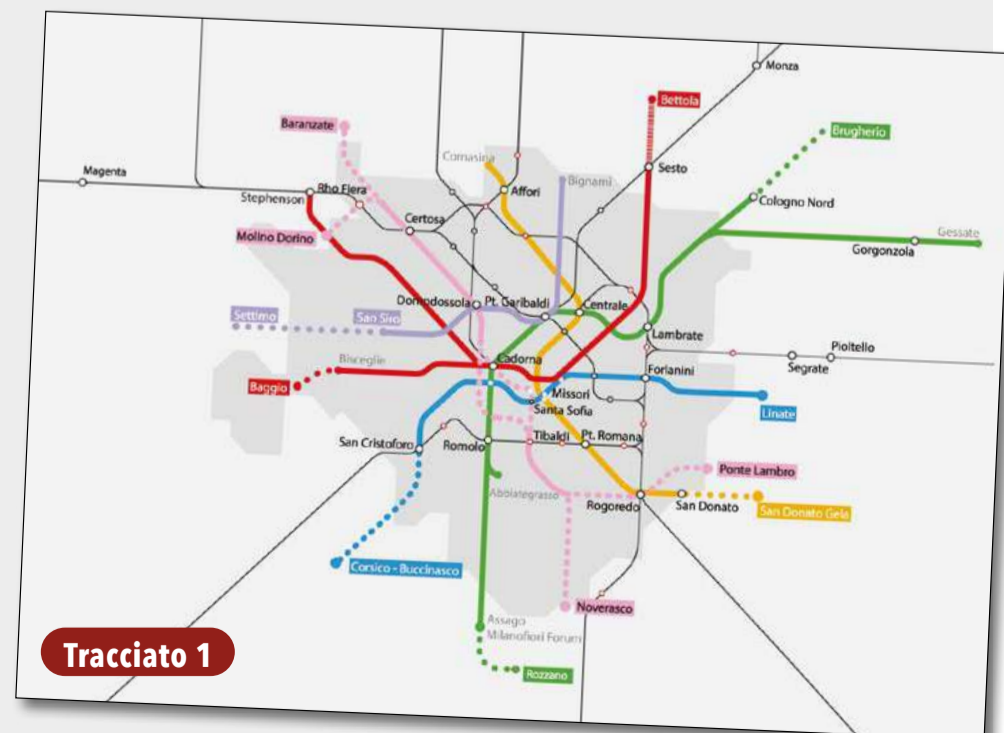 Monza
Bettola
Baranzate
Brugherio
Comasina
Magenta
Bignami
Sesto
Affori
Stephenson
Rho Fiera
Cologno Nord
Certosa
Molino Dorino
Gessate
Gorgonzola
Domodossola
Pt. Garibaldi
Centrale
Settimo
San Siro
Lambrate
Pioltello
Segrate
Bisceglie
Cadorna
Forlanini
Baggio
Missori
Santa Sofia
Linate
San Cristoforo
Romolo
Tibaldi
Pt. Romana
Ponte Lambro
Abbiategrasso
Rogoredo
San Donato
San Donato Gela
Corsico - Buccinasco
Noverasco
Assago
Milanofiori Forum
Rozzano
Tracciato 1